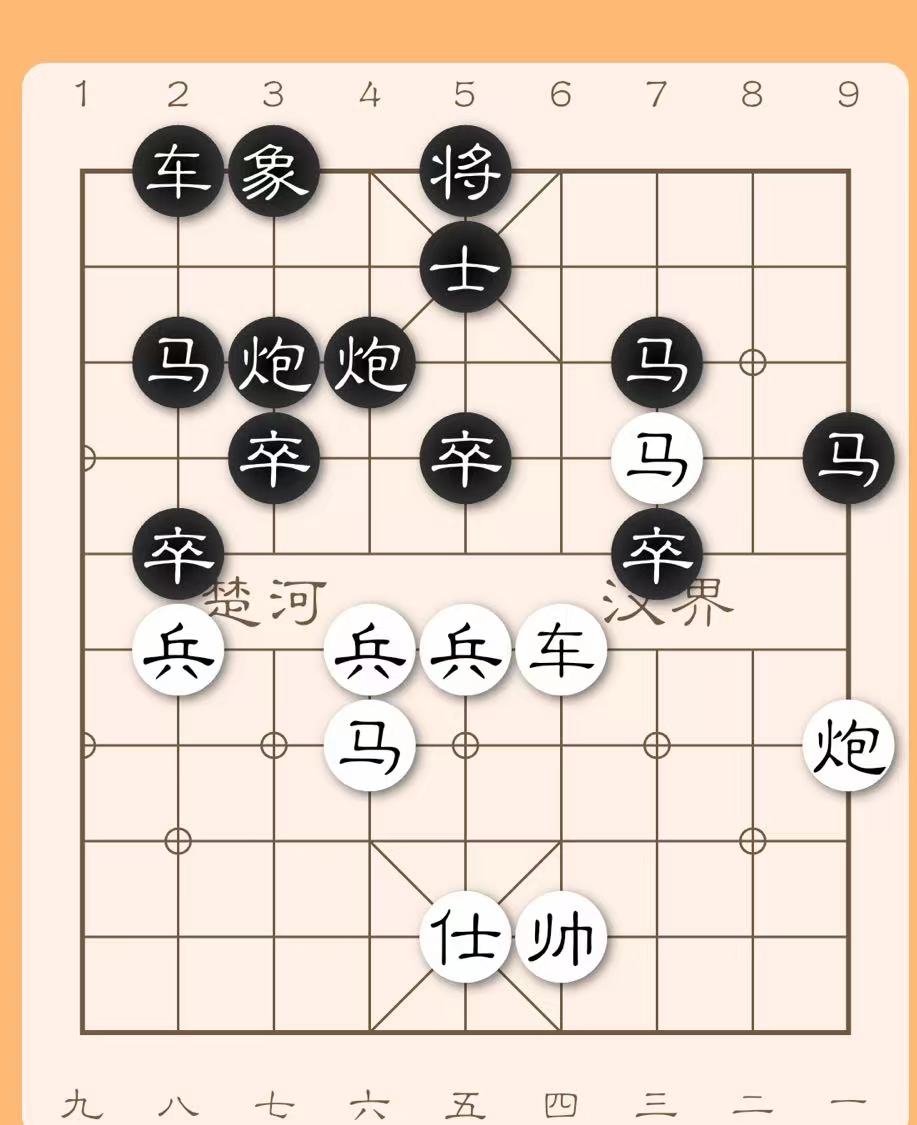 1 2 3 4 5 6 7 8 9
车 象 将
士
马 炮 炮 马
卒 卒 马 马
卒 卒
楚河 汉界
兵 兵 兵 车
马 炮
仕 帅
九 八 七 六 五 四 三 二 一